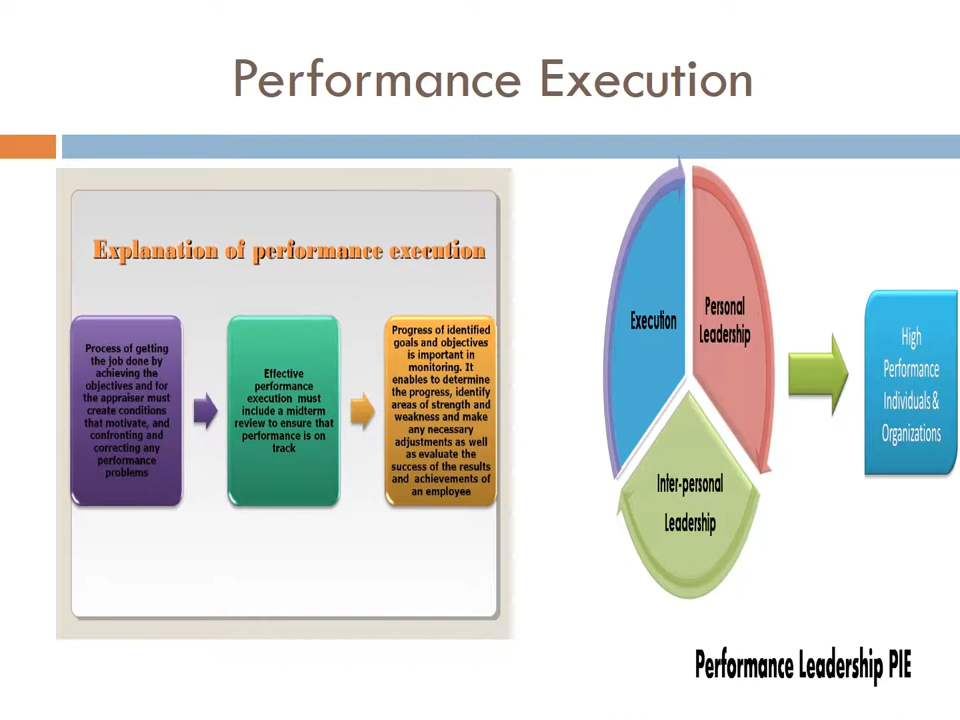 Performance Execution
Explanation of performance execution
Process of getting
the job done by
achieving the
objectives and for
the appraiser must
create conditions
that motivate, and
confronting and
correcting any
performance
problems
Effective
performance
execution must
include a midterm
review to ensure that
performance is on
track
Progress of identified
goals and objectives
is important in
monitoring. It
enables to determine
the progress, identify
areas of strength and
weakness and make
any necessary
adjustments as well
as evaluate the
success of the results
and achievements of
an employee
Execution
Personal
Leadership
Inter-personal
Leadership
High
Performance
Individuals &
Organizations
Performance Leadership PIE